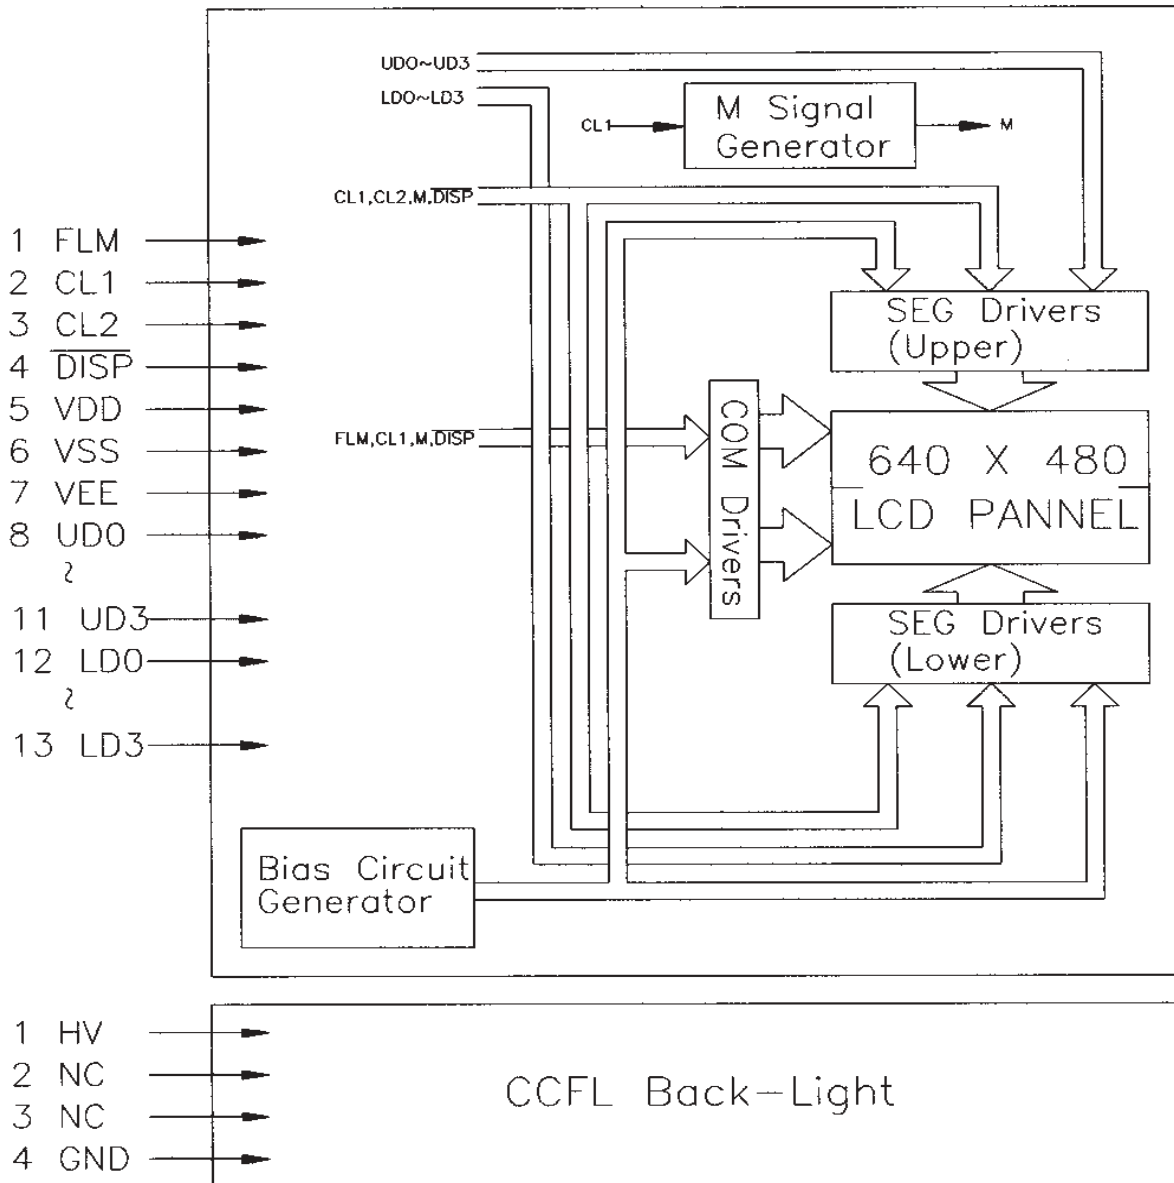 UD0~UD3
LD0~LD3
M Signal
Generator
CL1
M
CL1,CL2,M,DISP
1 FLM
2 CL1
3 CL2
4 DISP
5 VDD
6 VSS
7 VEE
8 UD0
~
11 UD3
12 LD0
~
13 LD3
SEG Drivers
(Upper)
FLM,CL1,M,DISP
COM Drivers
640 X 480
LCD PANNEL
SEG Drivers
(Lower)
Bias Circuit
Generator
1 HV
2 NC
3 NC
4 GND
CCFL Back-Light